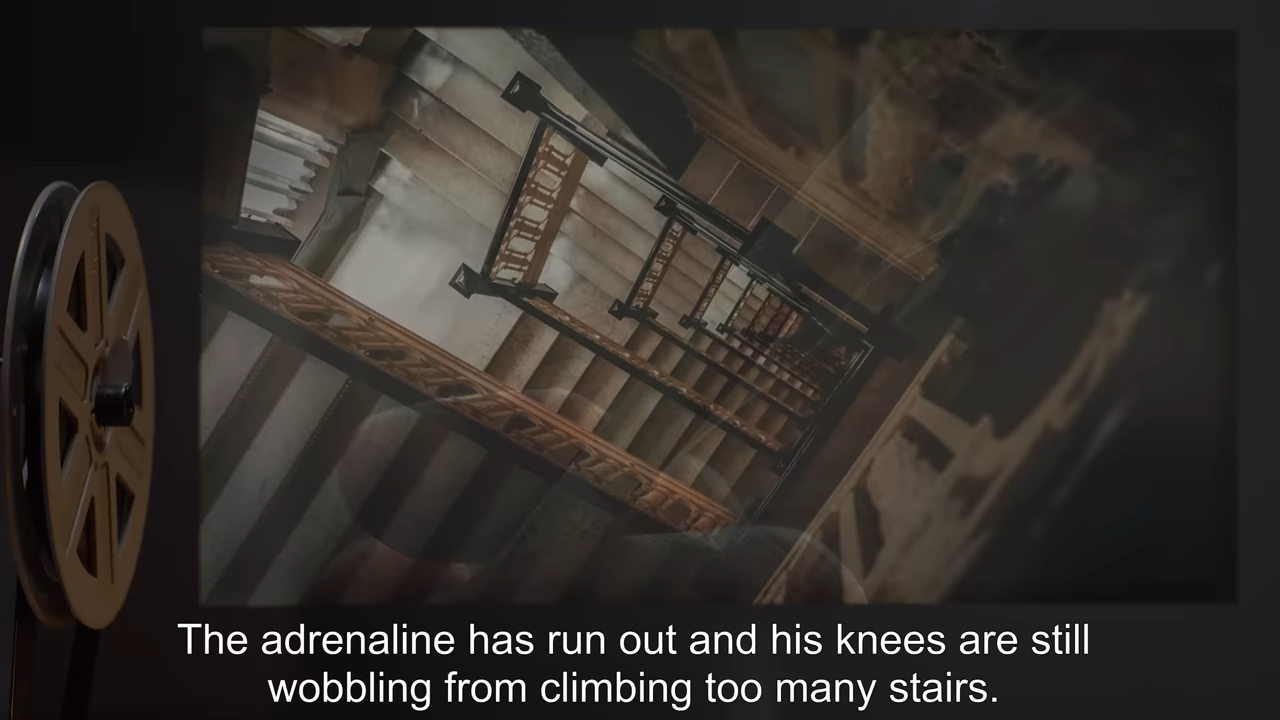 The adrenaline has run out and his knees are still
wobbling from climbing too many stairs.